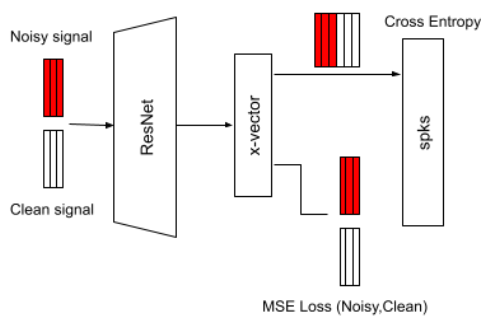 Noisy signal
Clean signal
ResNet
x-vector
Cross Entropy
spks
MSE Loss (Noisy,Clean)